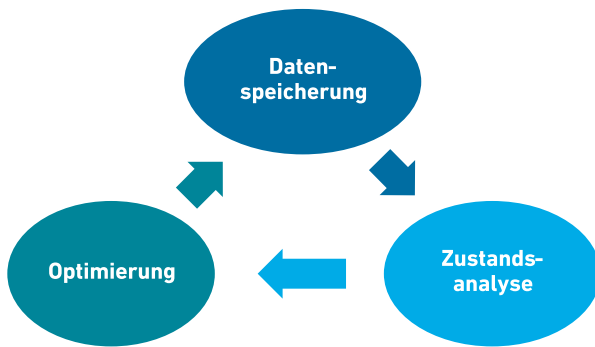 Daten-
speicherung
Zustands-
analyse
Optimierung